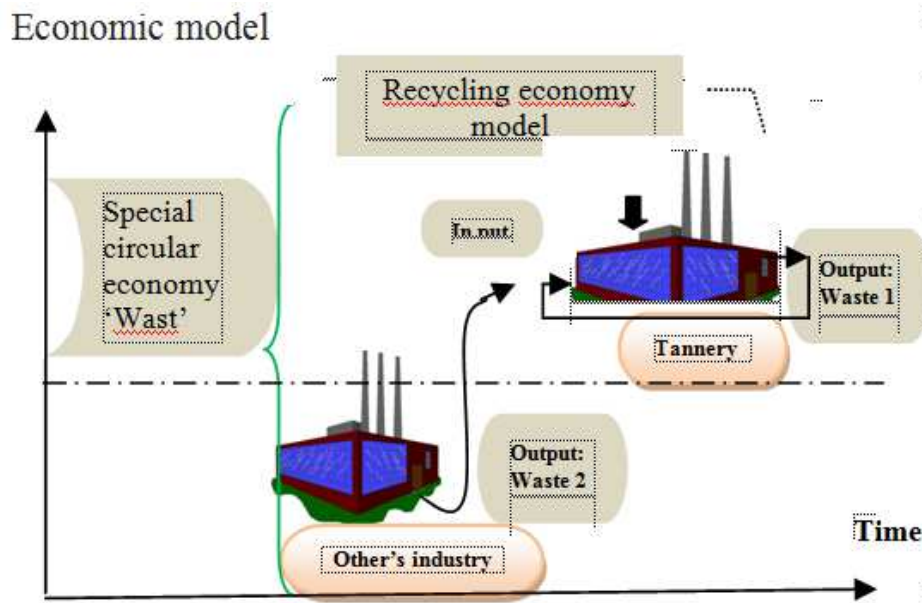 Economic model
Recycling economy
model
Special
circular
economy
‘Wast’
In put
Output:
Waste 1
Tannery
Output:
Waste 2
Time
Other’s industry